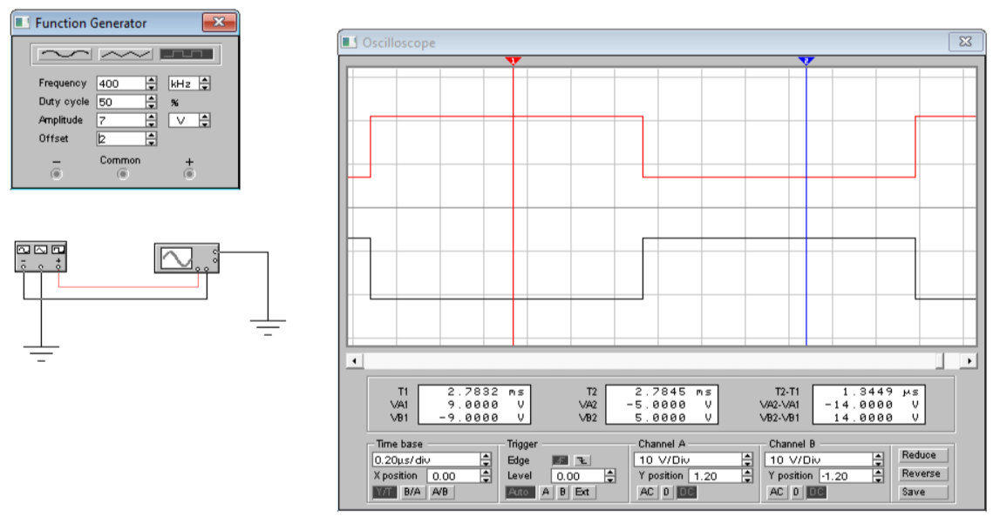 Function Generator
Frequency 400 kHz
Duty cycle 50 %
Amplitude 7 V
Offset 2
− Common +
− +
Oscilloscope
1 2
T1 2.7832 ms T2 2.7845 ms T2-T1 1.3449 µs
VA1 9.0000 V VA2 -5.0000 V VA2-VA1 -14.0000 V
VB1 -9.0000 V VB2 5.0000 V VB2-VB1 14.0000 V
Time base Trigger Channel A Channel B
0.20µs/div Edge 10 V/Div 10 V/Div Reduce
X position 0.00 Level 0.00 Y position 1.20 Y position -1.20 Reverse
Y/T B/A A/B Auto A B Ext AC 0 DC AC 0 DC Save